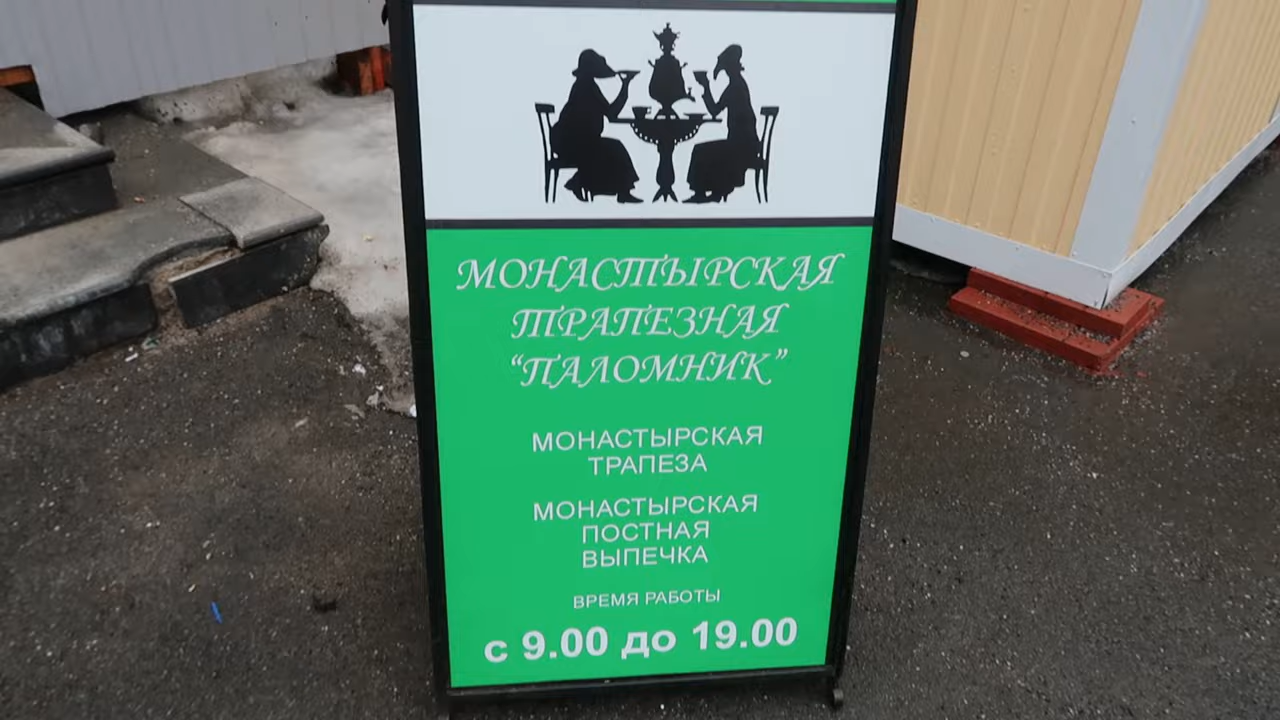 МОНАСТЫРСКАЯ
ТРАПЕЗНАЯ
“ПАЛОМНИК”
МОНАСТЫРСКАЯ
ТРАПЕЗА
МОНАСТЫРСКАЯ
ПОСТНАЯ
ВЫПЕЧКА
ВРЕМЯ РАБОТЫ
с 9.00 до 19.00